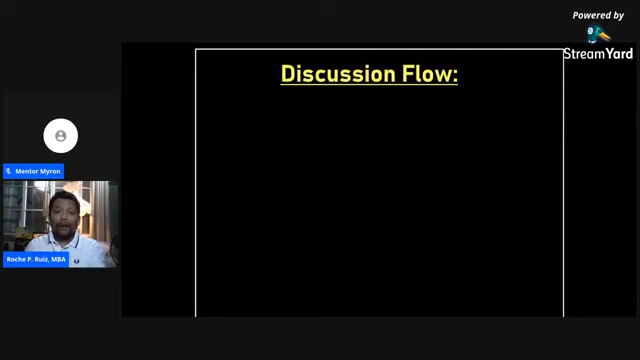 Powered by
StreamYard
Discussion Flow:
Mentor Myron
Roche P. Ruiz, MBA